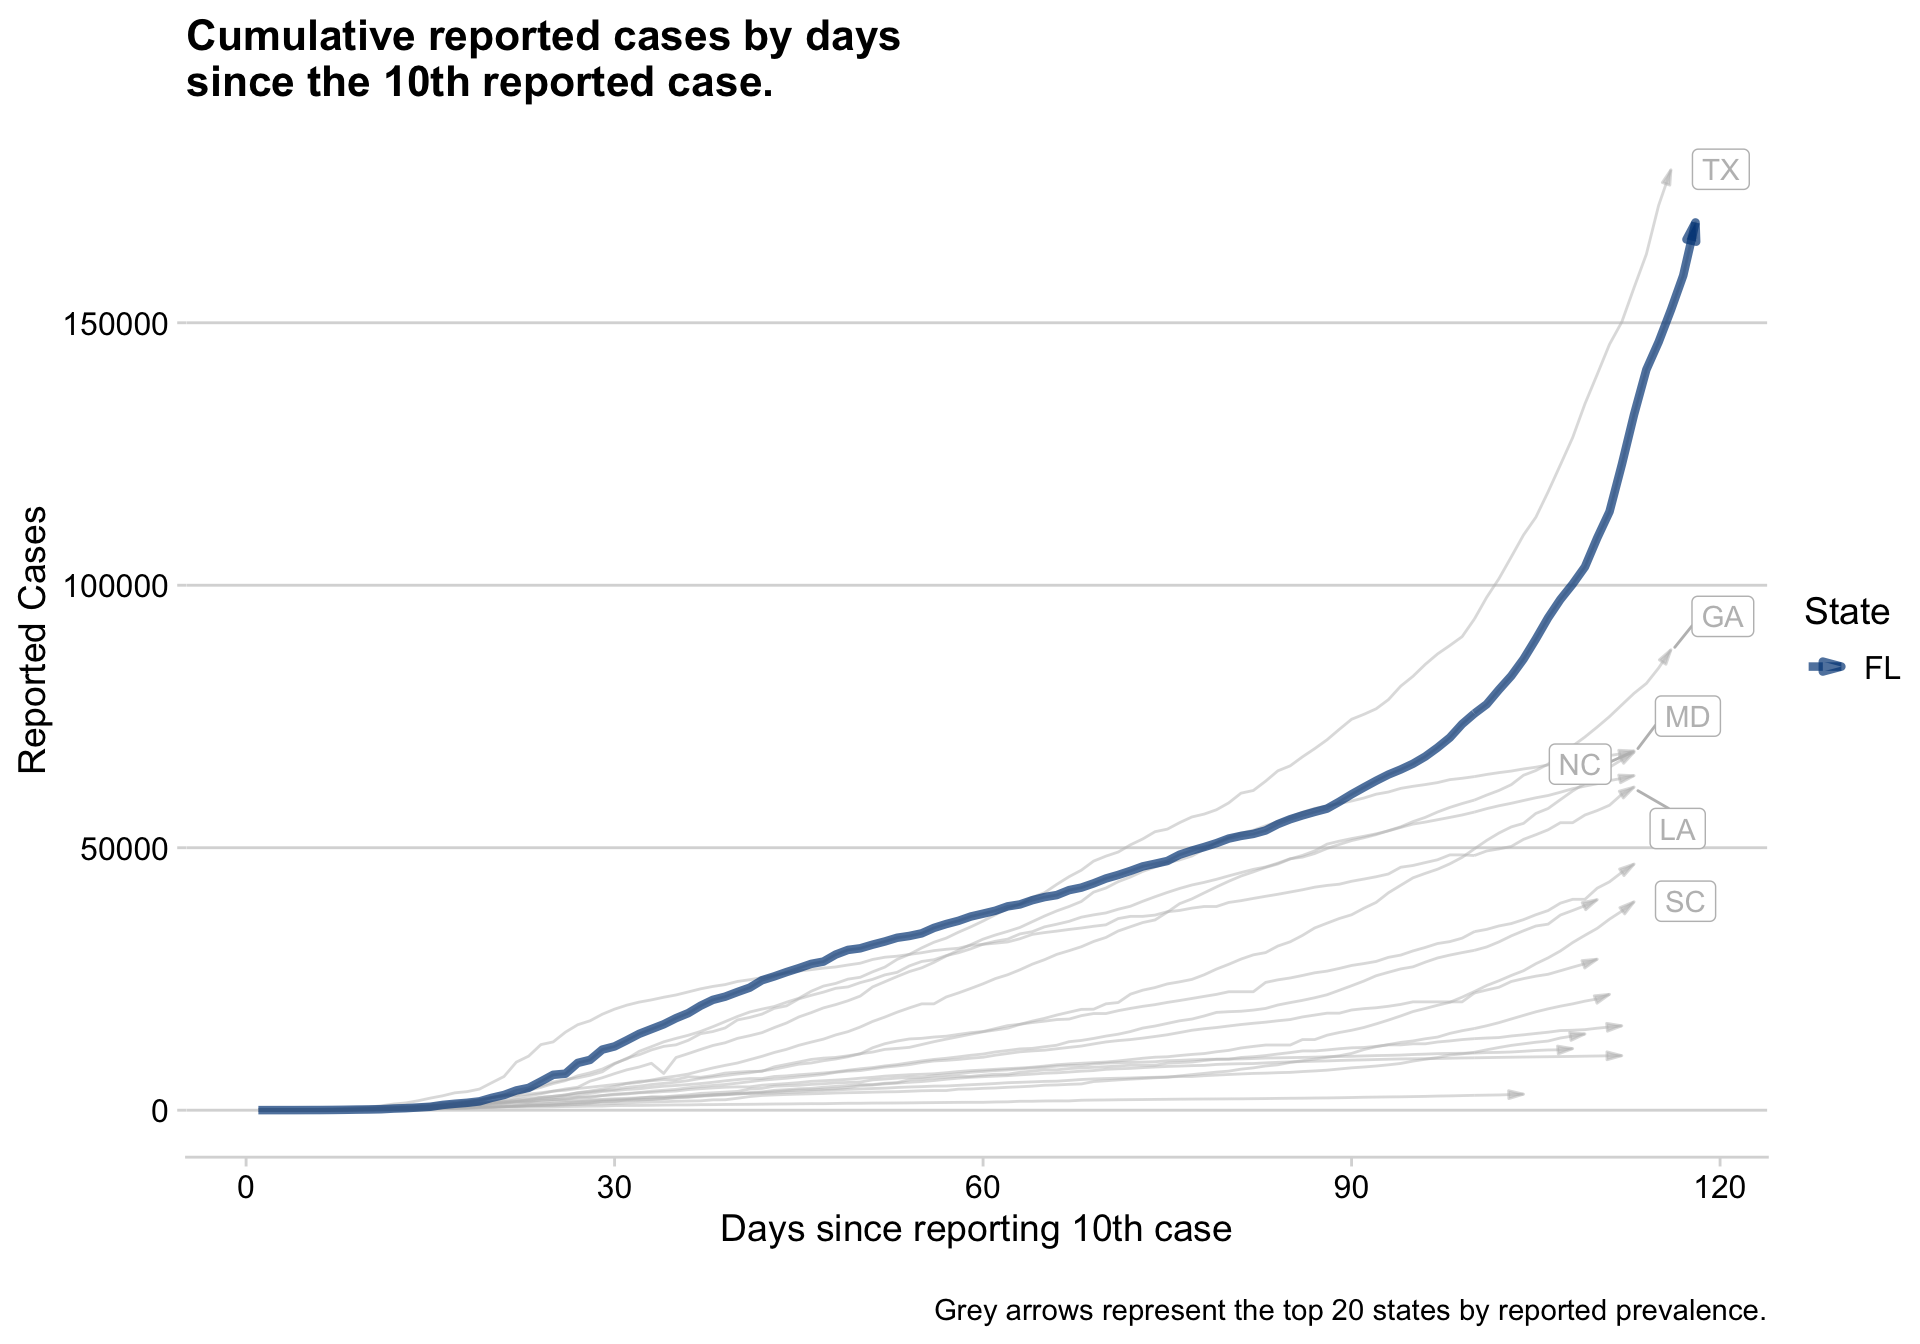 Cumulative reported cases by days
since the 10th reported case.
TX
150000
100000
GA
State
FL
MD
NC
LA
50000
SC
0
Reported Cases
0 30 60 90 120
Days since reporting 10th case
Grey arrows represent the top 20 states by reported prevalence.